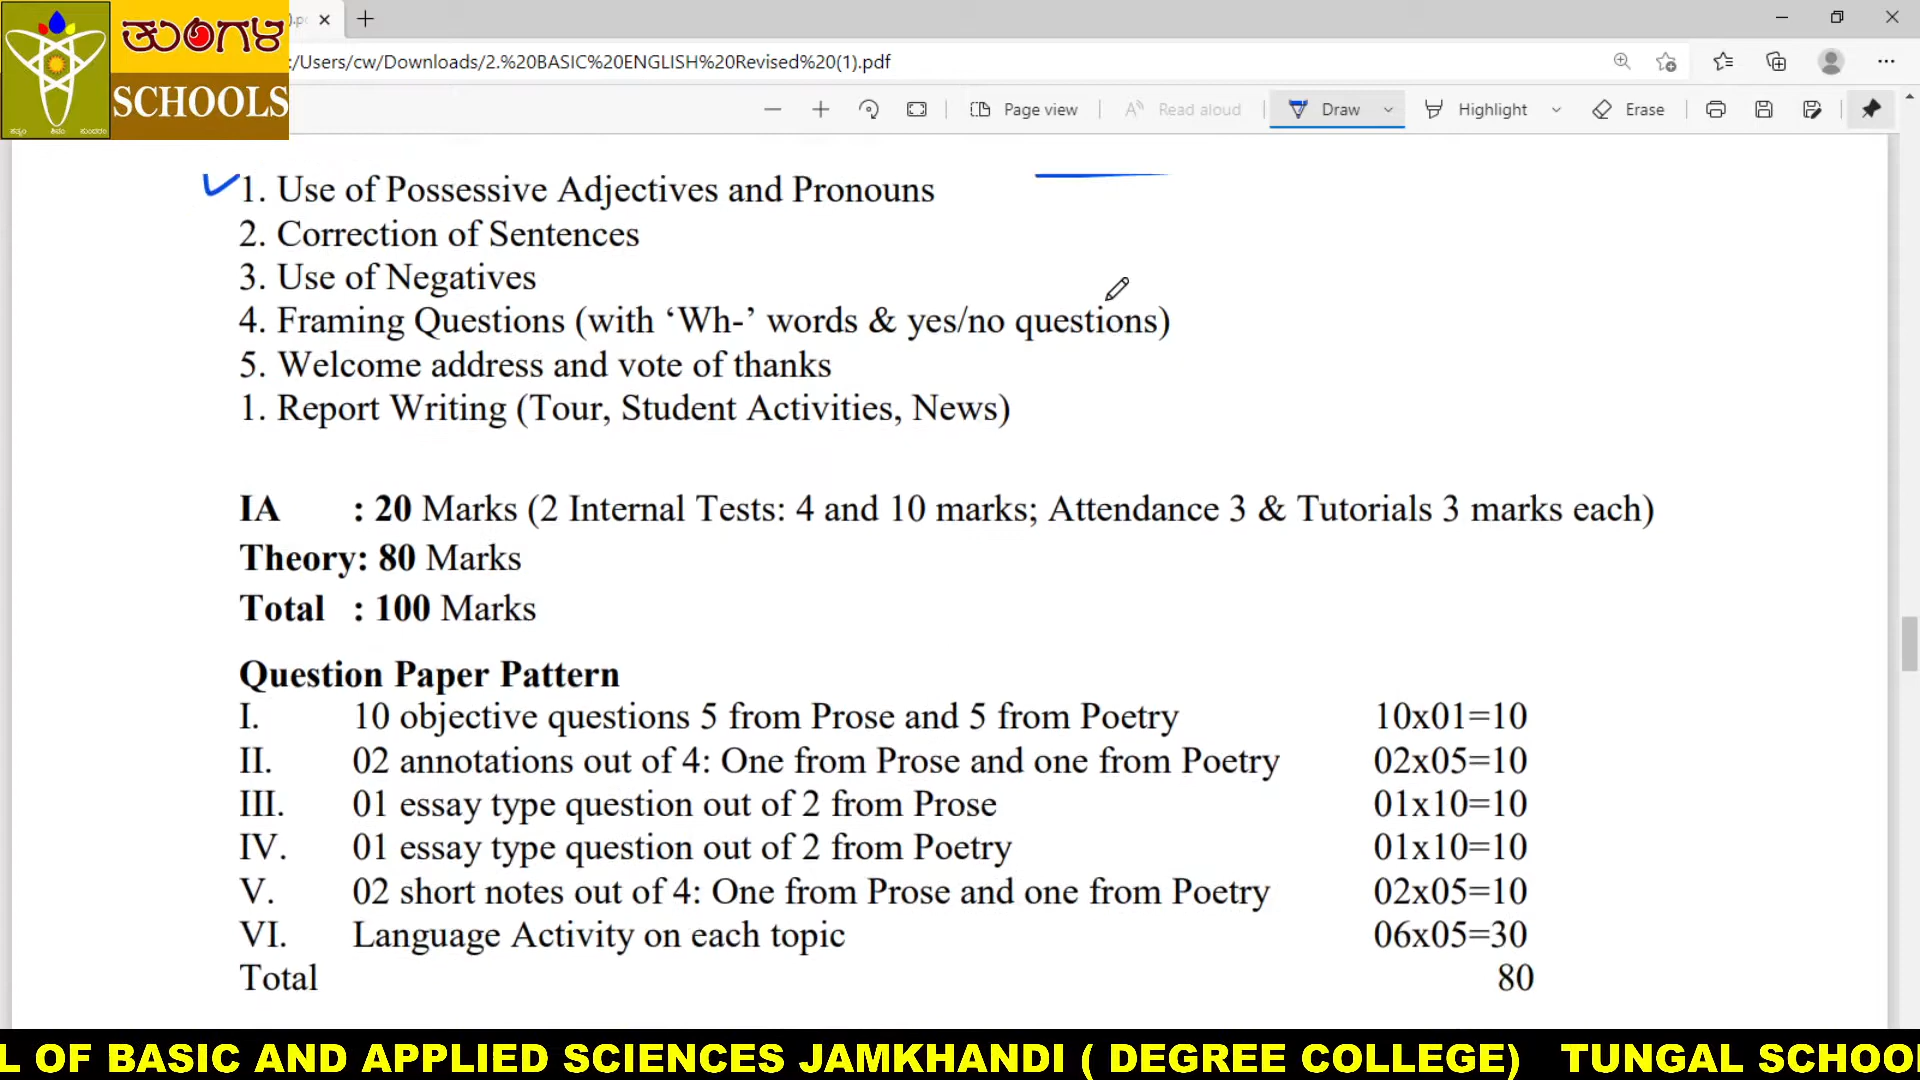 ತುಂಗಳ
SCHOOLS
ಸತ್ಯಂ ಶಿವಂ ಸುಂದರಂ
:/Users/cw/Downloads/2.%20BASIC%20ENGLISH%20Revised%20(1).pdf
Page view
Read aloud
Draw
Highlight
Erase
1. Use of Possessive Adjectives and Pronouns
2. Correction of Sentences
3. Use of Negatives
4. Framing Questions (with ‘Wh-’ words & yes/no questions)
5. Welcome address and vote of thanks
1. Report Writing (Tour, Student Activities, News)
IA : 20 Marks (2 Internal Tests: 4 and 10 marks; Attendance 3 & Tutorials 3 marks each)
Theory: 80 Marks
Total : 100 Marks
Question Paper Pattern
I. 10 objective questions 5 from Prose and 5 from Poetry 10x01=10
II. 02 annotations out of 4: One from Prose and one from Poetry 02x05=10
III. 01 essay type question out of 2 from Prose 01x10=10
IV. 01 essay type question out of 2 from Poetry 01x10=10
V. 02 short notes out of 4: One from Prose and one from Poetry 02x05=10
VI. Language Activity on each topic 06x05=30
Total 80
L OF BASIC AND APPLIED SCIENCES JAMKHANDI ( DEGREE COLLEGE) TUNGAL SCHOO